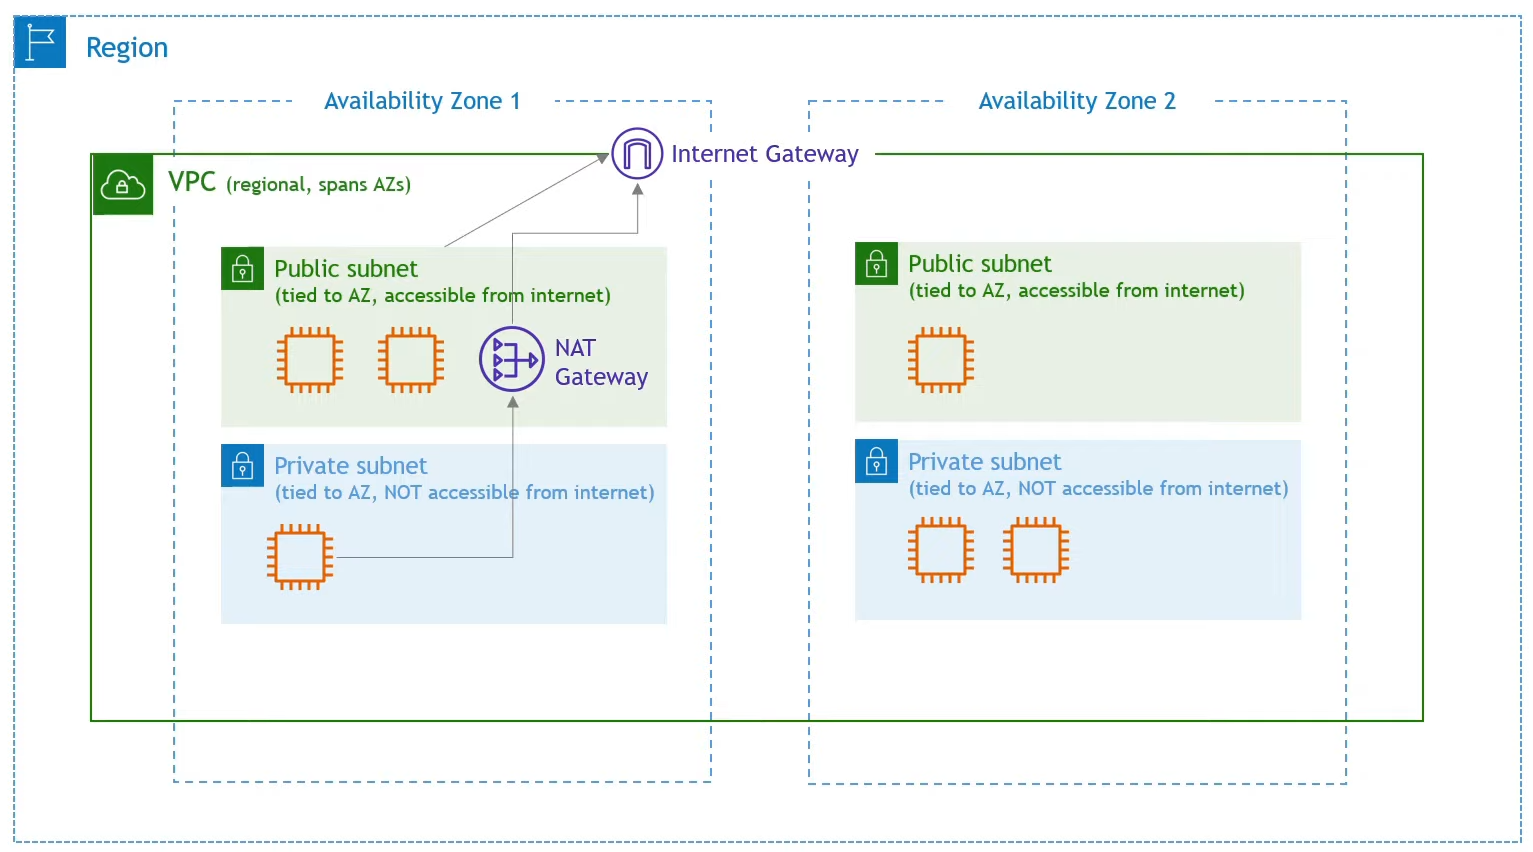 Region
Availability Zone 1
Availability Zone 2
Internet Gateway
VPC (regional, spans AZs)
Public subnet
(tied to AZ, accessible from internet)
NAT
Gateway
Private subnet
(tied to AZ, NOT accessible from internet)
Public subnet
(tied to AZ, accessible from internet)
Private subnet
(tied to AZ, NOT accessible from internet)